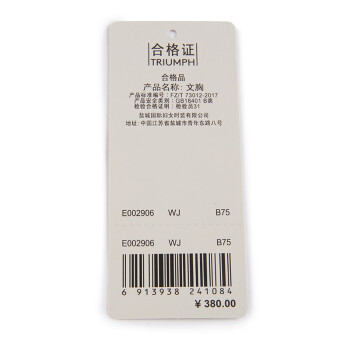 合格证
TRIUMPH
合格品
产品名称: 文胸
产品标准编号: FZ/T 73012-2017
产品安全类别: GB18401 B类
检验合格证明: 检验员31
盐城国际妇女时装有限公司
地址: 中国江苏省盐城市青年东路八号
E002906 WJ B75
E002906 WJ B75
6 913938 241084
¥ 380.00